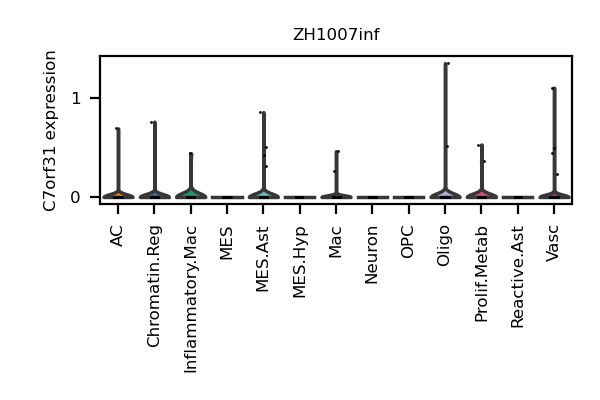 ZH1007inf
C7orf31 expression
1
0
AC
Chromatin.Reg
Inflammatory.Mac
MES
MES.Ast
MES.Hyp
Mac
Neuron
OPC
Oligo
Prolif.Metab
Reactive.Ast
Vasc